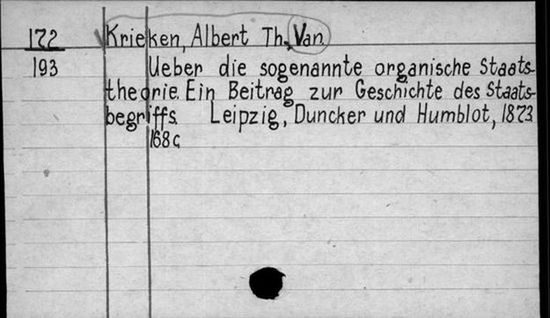 172 Krieken, Albert Th. Van
193 Ueber die sogenannte organische Staats-
theorie. Ein Beitrag zur Geschichte des Staats-
begriffs. Leipzig, Duncker und Humblot, 1873
168 c